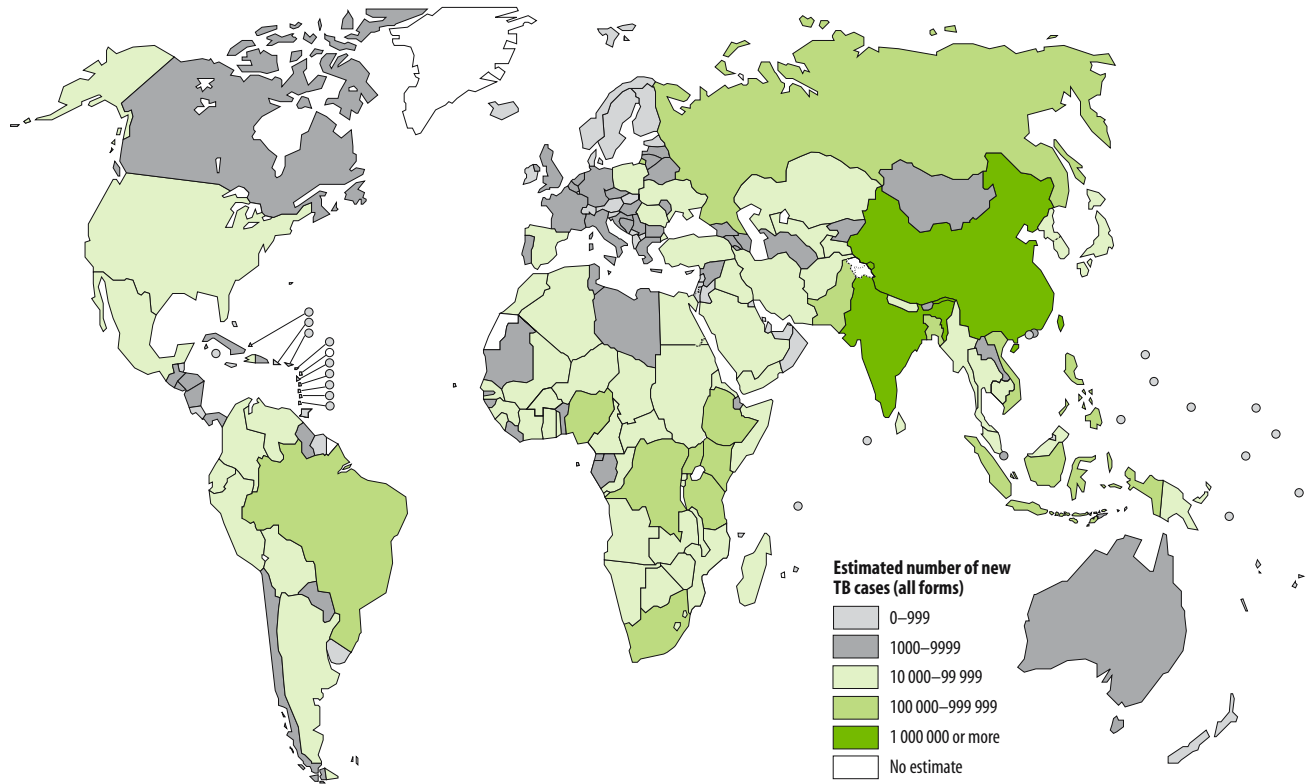 Estimated number of new
TB cases (all forms)
0–999
1000–9999
10 000–99 999
100 000–999 999
1 000 000 or more
No estimate